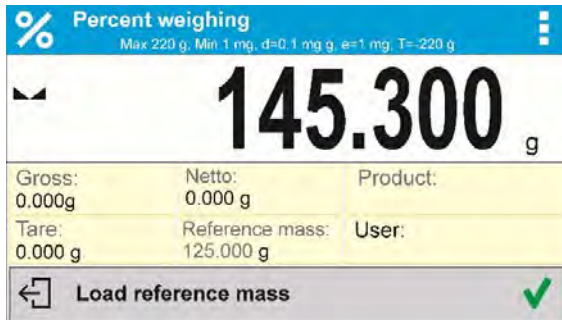 % Percent weighing
Max 220 g, Min 1 mg, d=0.1 mg g, e=1 mg, T=-220 g
145.300 g
Gross: Netto: Product:
0.000g 0.000 g
Tare: Reference mass: User:
0.000 g 125.000 g
Load reference mass